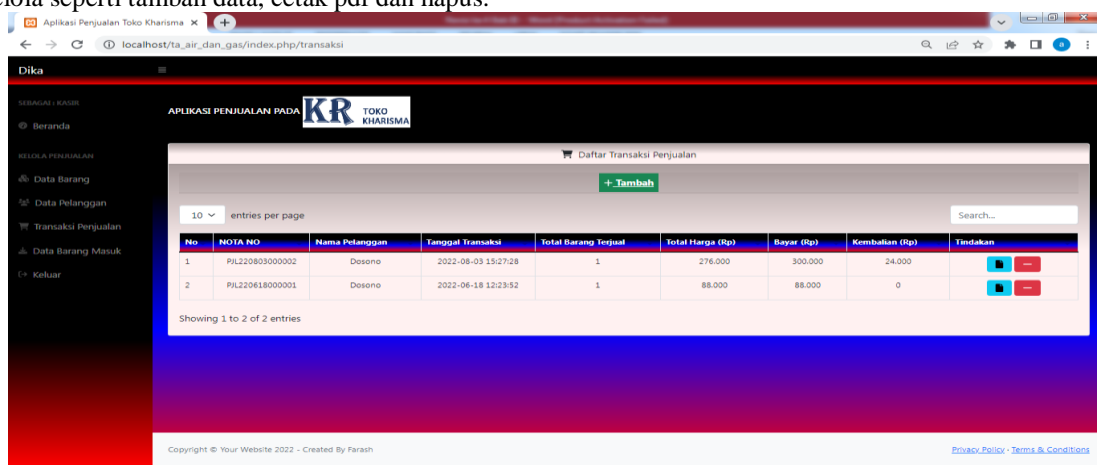 elola seperti tambah data, cetak pdf dan hapus.
Aplikasi Penjualan Toko Kharisma
localhost/ta_air_dan_gas/index.php/transaksi
a
Dika
SEBAGAI : KASIR
Beranda
KELOLA PENJUALAN
Data Barang
Data Pelanggan
Transaksi Penjualan
Data Barang Masuk
Keluar
APLIKASI PENJUALAN PADA KR TOKO KHARISMA
Daftar Transaksi Penjualan
+ Tambah
10 entries per page Search...
No NOTA NO Nama Pelanggan Tanggal Transaksi Total Barang Terjual Total Harga (Rp) Bayar (Rp) Kembalian (Rp) Tindakan
1 PJL220803000002 Dosono 2022-08-03 15:27:28 1 276.000 300.000 24.000
2 PJL220618000001 Dosono 2022-06-18 12:23:52 1 88.000 88.000 0
Showing 1 to 2 of 2 entries
Copyright © Your Website 2022 - Created By Farash Privacy Policy · Terms & Conditions